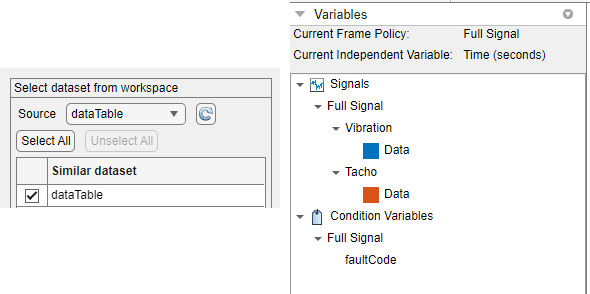 Select dataset from workspace
Source dataTable
Select All Unselect All
Similar dataset
dataTable
Variables
Current Frame Policy: Full Signal
Current Independent Variable: Time (seconds)
Signals
Full Signal
Vibration
Data
Tacho
Data
Condition Variables
Full Signal
faultCode